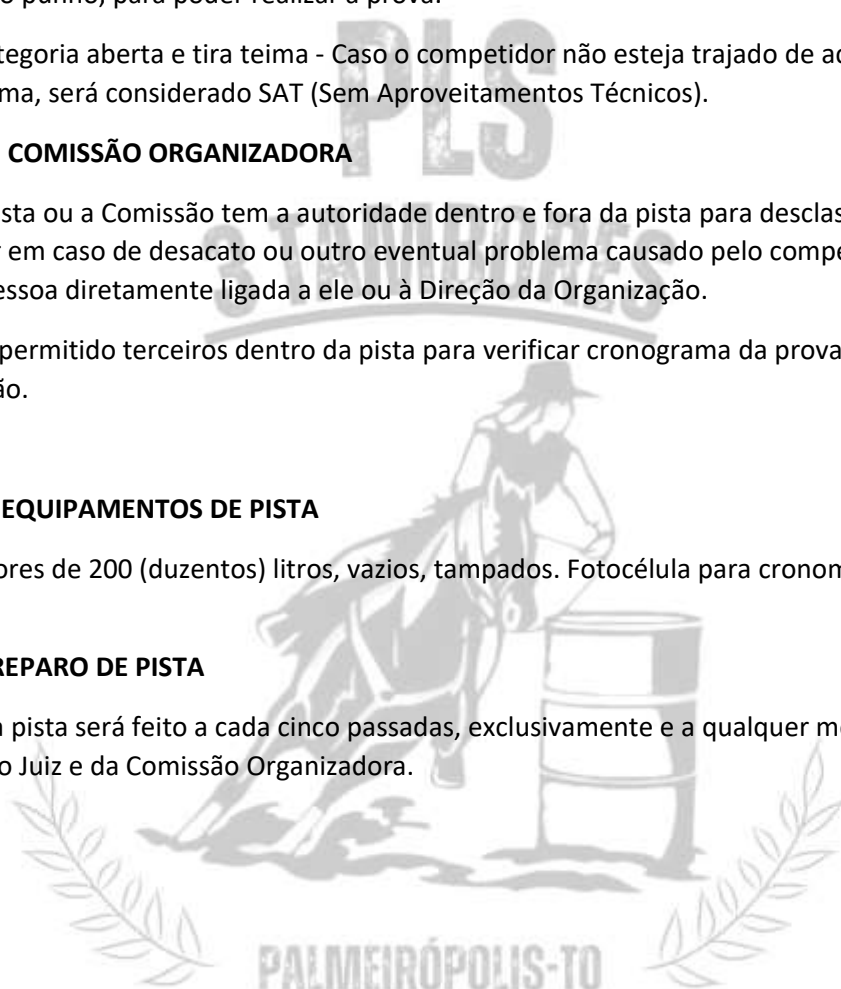 o punho, para poder realizar a prova.
tegoria aberta e tira teima - Caso o competidor não esteja trajado de ac
ma, será considerado SAT (Sem Aproveitamentos Técnicos).
COMISSÃO ORGANIZADORA
sta ou a Comissão tem a autoridade dentro e fora da pista para desclas
em caso de desacato ou outro eventual problema causado pelo compe
essoa diretamente ligada a ele ou à Direção da Organização.
permitido terceiros dentro da pista para verificar cronograma da prova
ão.
EQUIPAMENTOS DE PISTA
ores de 200 (duzentos) litros, vazios, tampados. Fotocélula para cronom
REPARO DE PISTA
pista será feito a cada cinco passadas, exclusivamente e a qualquer m
o Juiz e da Comissão Organizadora.
PLS
3 TAMBORES
PALMEIRÓPOLIS-TO